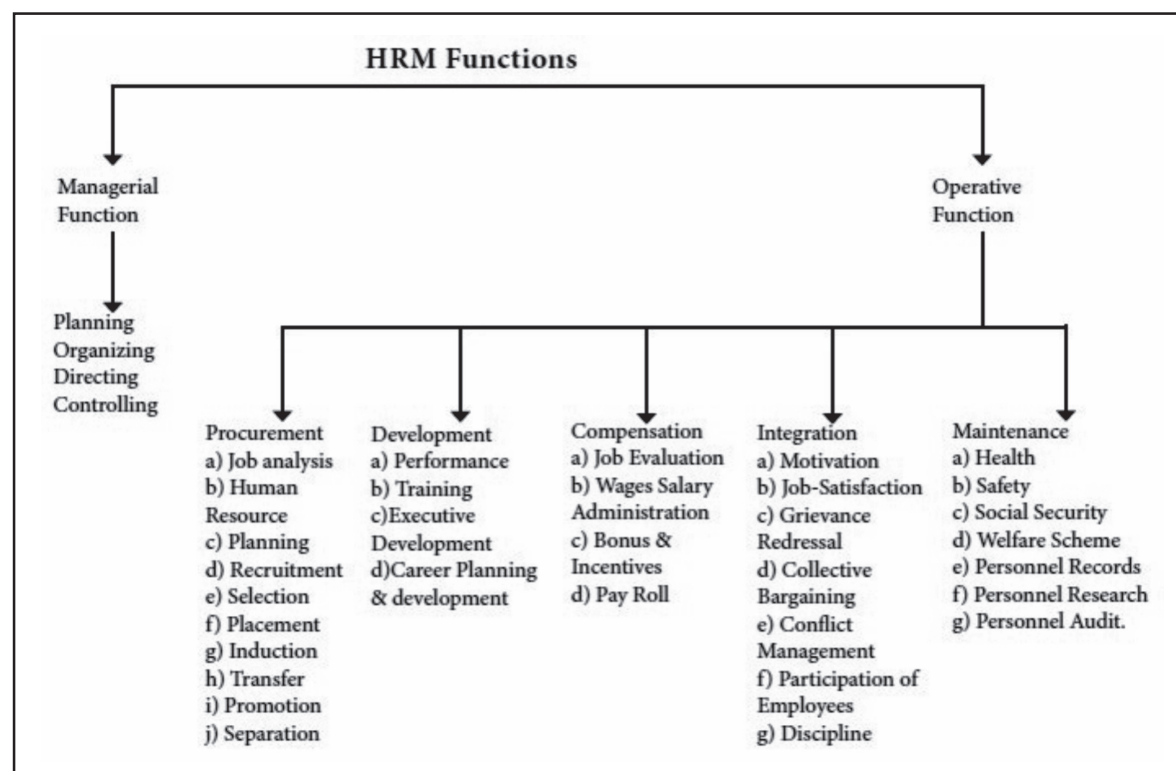 HRM Functions
Managerial
Function
Operative
Function
Planning
Organizing
Directing
Controlling
Procurement
a) Job analysis
b) Human
Resource
c) Planning
d) Recruitment
e) Selection
f) Placement
g) Induction
h) Transfer
i) Promotion
j) Separation
Development
a) Performance
b) Training
c)Executive
Development
d)Career Planning
& development
Compensation
a) Job Evaluation
b) Wages Salary
Administration
c) Bonus &
Incentives
d) Pay Roll
Integration
a) Motivation
b) Job-Satisfaction
c) Grievance
Redressal
d) Collective
Bargaining
e) Conflict
Management
f) Participation of
Employees
g) Discipline
Maintenance
a) Health
b) Safety
c) Social Security
d) Welfare Scheme
e) Personnel Records
f) Personnel Research
g) Personnel Audit.